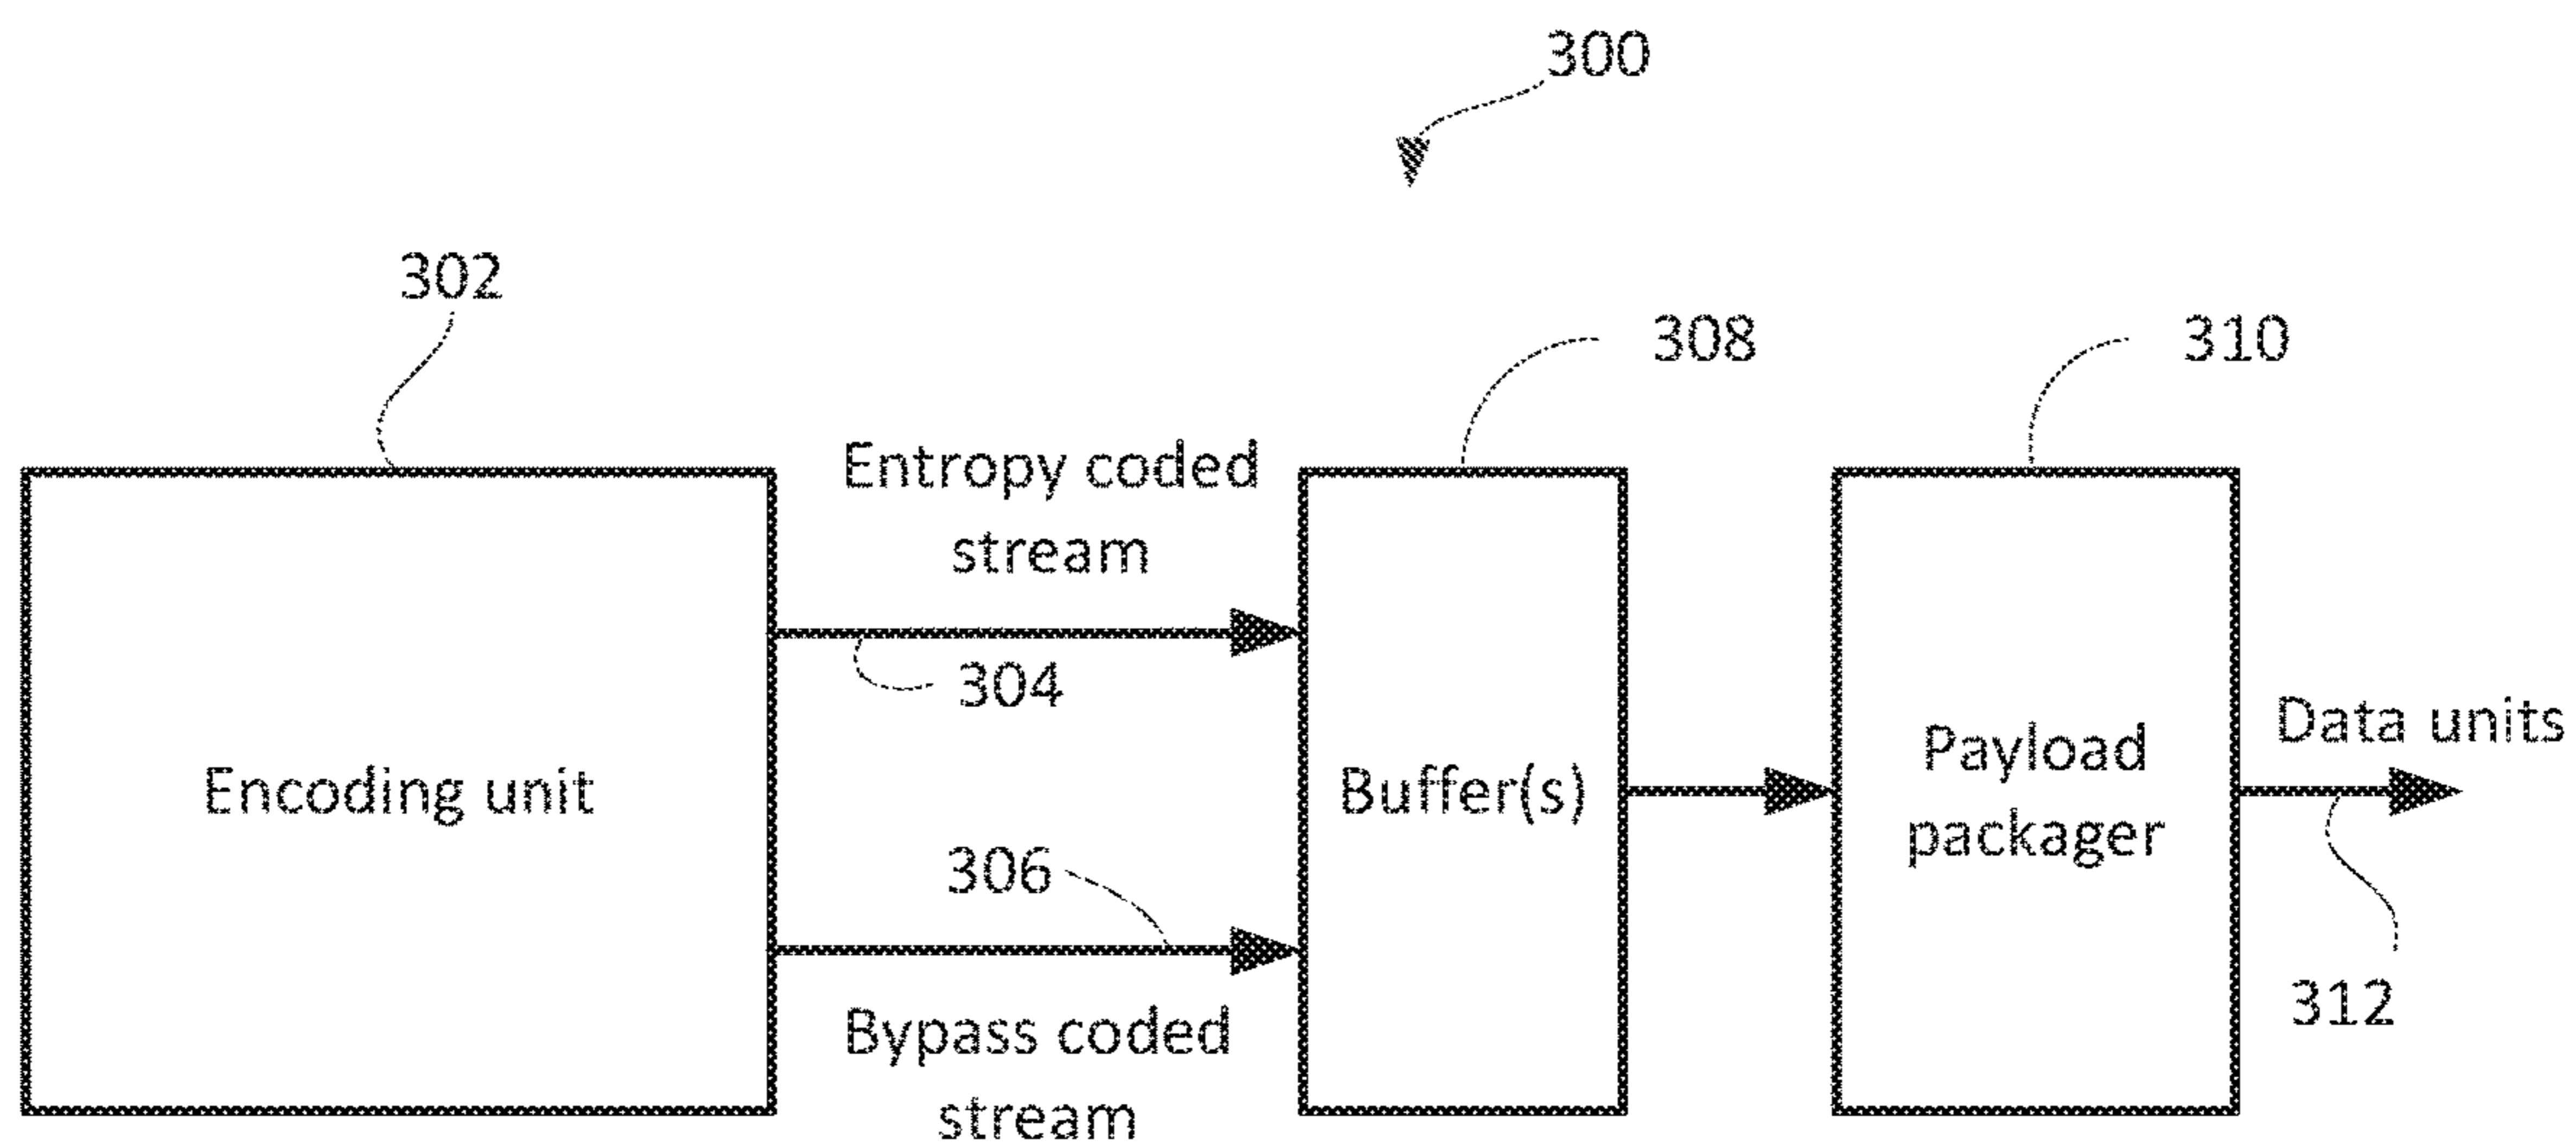 300
302
308
310
Entropy coded
stream
304
Encoding unit
Buffer(s)
Payload
packager
Data units
306
312
Bypass coded
stream